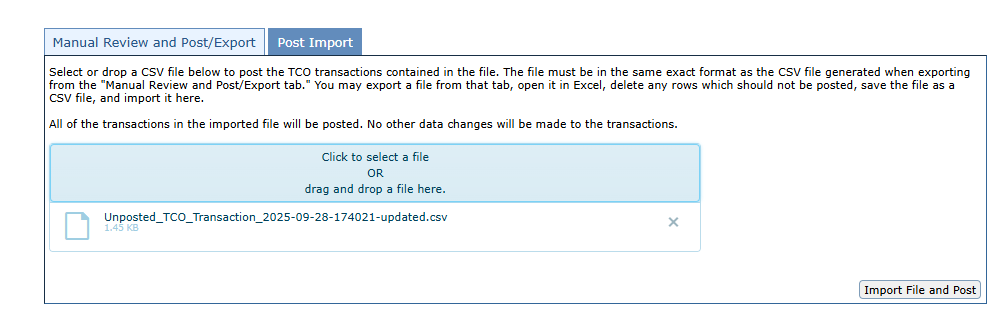 Manual Review and Post/Export
Post Import
Select or drop a CSV file below to post the TCO transactions contained in the file. The file must be in the same exact format as the CSV file generated when exporting
from the "Manual Review and Post/Export tab." You may export a file from that tab, open it in Excel, delete any rows which should not be posted, save the file as a
CSV file, and import it here.
All of the transactions in the imported file will be posted. No other data changes will be made to the transactions.
Click to select a file
OR
drag and drop a file here.
Unposted_TCO_Transaction_2025-09-28-174021-updated.csv
1.45 KB
Import File and Post